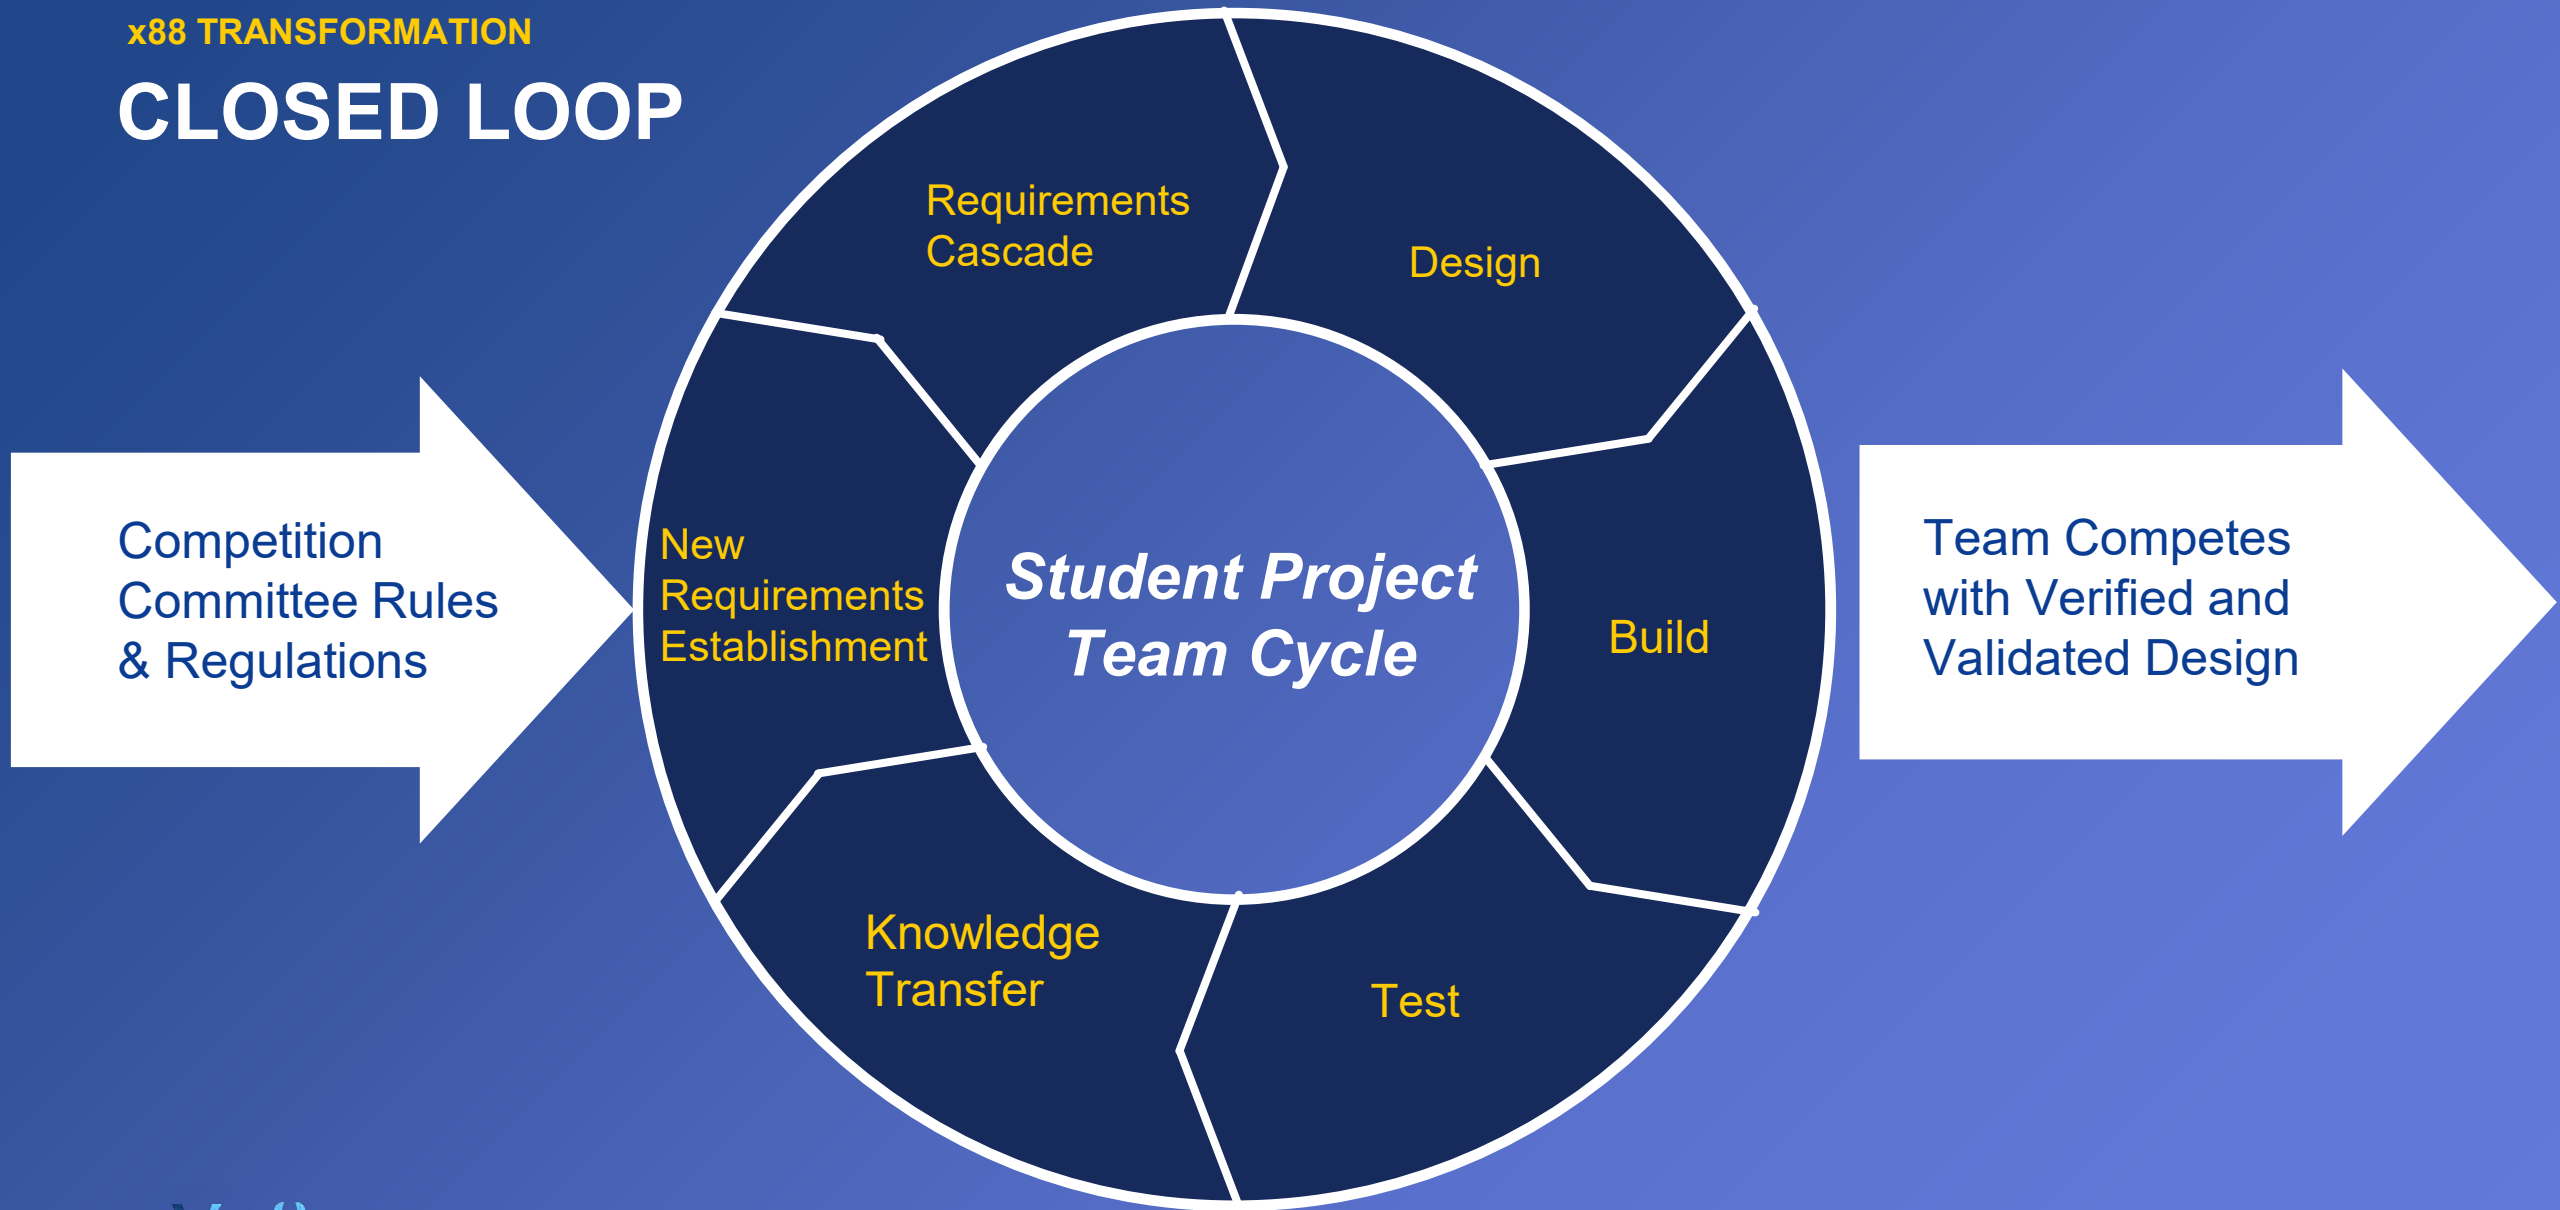 x88 TRANSFORMATION
CLOSED LOOP
Competition
Committee Rules
& Regulations
New
Requirements
Establishment
Requirements
Cascade
Design
Build
Test
Knowledge
Transfer
Student Project
Team Cycle
Team Competes
with Verified and
Validated Design